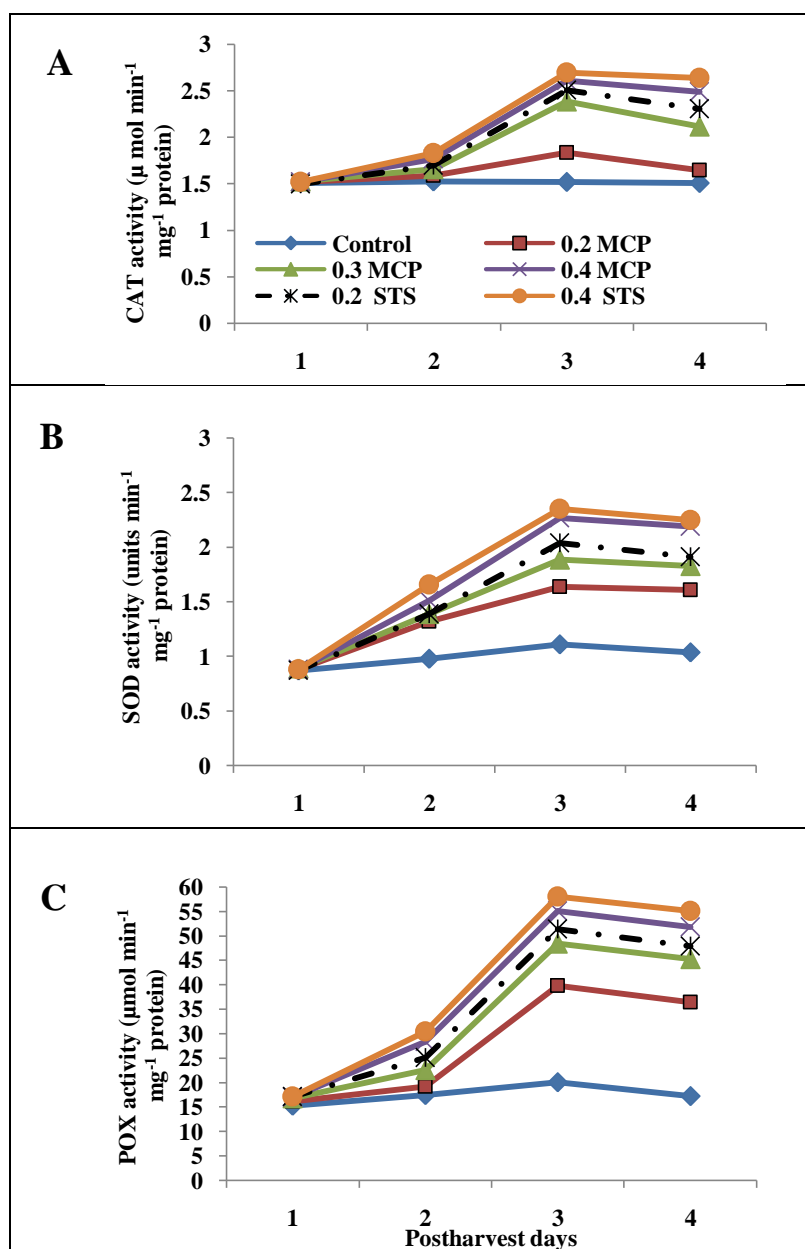 A
CAT activity (µ mol min-1
mg-1 protein)
3
2.5
2
1.5
1
0.5
0
Control
0.2 MCP
0.3 MCP
0.4 MCP
0.2 STS
0.4 STS
1 2 3 4
B
SOD activity (units min-1
mg-1 protein)
3
2.5
2
1.5
1
0.5
0
1 2 3 4
C
POX activity (µmol min-1
mg-1 protein)
60
55
50
45
40
35
30
25
20
15
10
5
0
1 2 3 4
Postharvest days